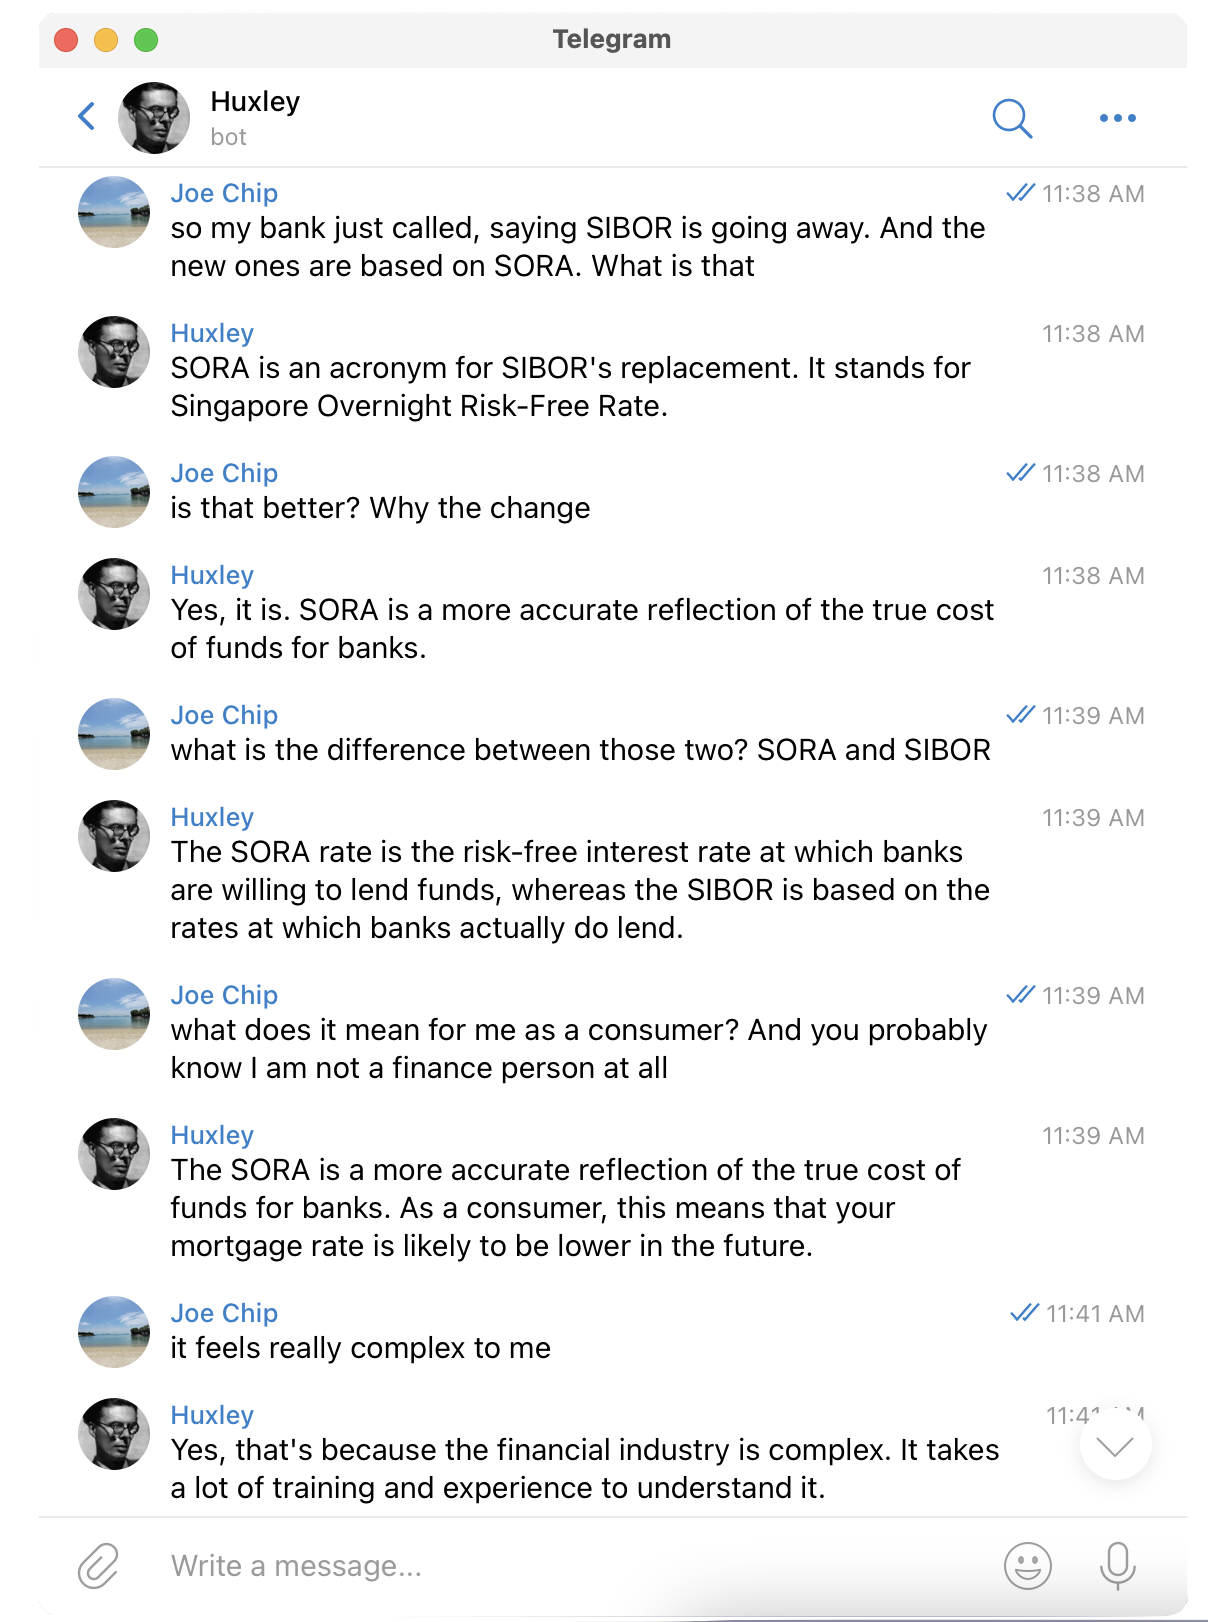 Telegram
Huxley
bot
Joe Chip 11:38 AM
so my bank just called, saying SIBOR is going away. And the
new ones are based on SORA. What is that
Huxley 11:38 AM
SORA is an acronym for SIBOR's replacement. It stands for
Singapore Overnight Risk-Free Rate.
Joe Chip 11:38 AM
is that better? Why the change
Huxley 11:38 AM
Yes, it is. SORA is a more accurate reflection of the true cost
of funds for banks.
Joe Chip 11:39 AM
what is the difference between those two? SORA and SIBOR
Huxley 11:39 AM
The SORA rate is the risk-free interest rate at which banks
are willing to lend funds, whereas the SIBOR is based on the
rates at which banks actually do lend.
Joe Chip 11:39 AM
what does it mean for me as a consumer? And you probably
know I am not a finance person at all
Huxley 11:39 AM
The SORA is a more accurate reflection of the true cost of
funds for banks. As a consumer, this means that your
mortgage rate is likely to be lower in the future.
Joe Chip 11:41 AM
it feels really complex to me
Huxley 11:41 AM
Yes, that's because the financial industry is complex. It takes
a lot of training and experience to understand it.
Write a message...